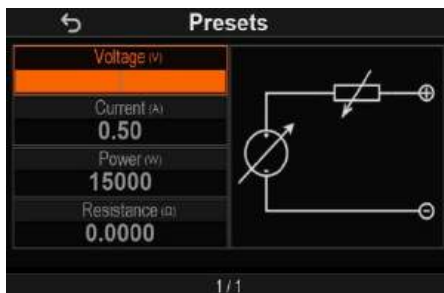 Presets
Voltage (V)
Current (A)
0.50
Power (W)
15000
Resistance (Ω)
0.0000
1/1